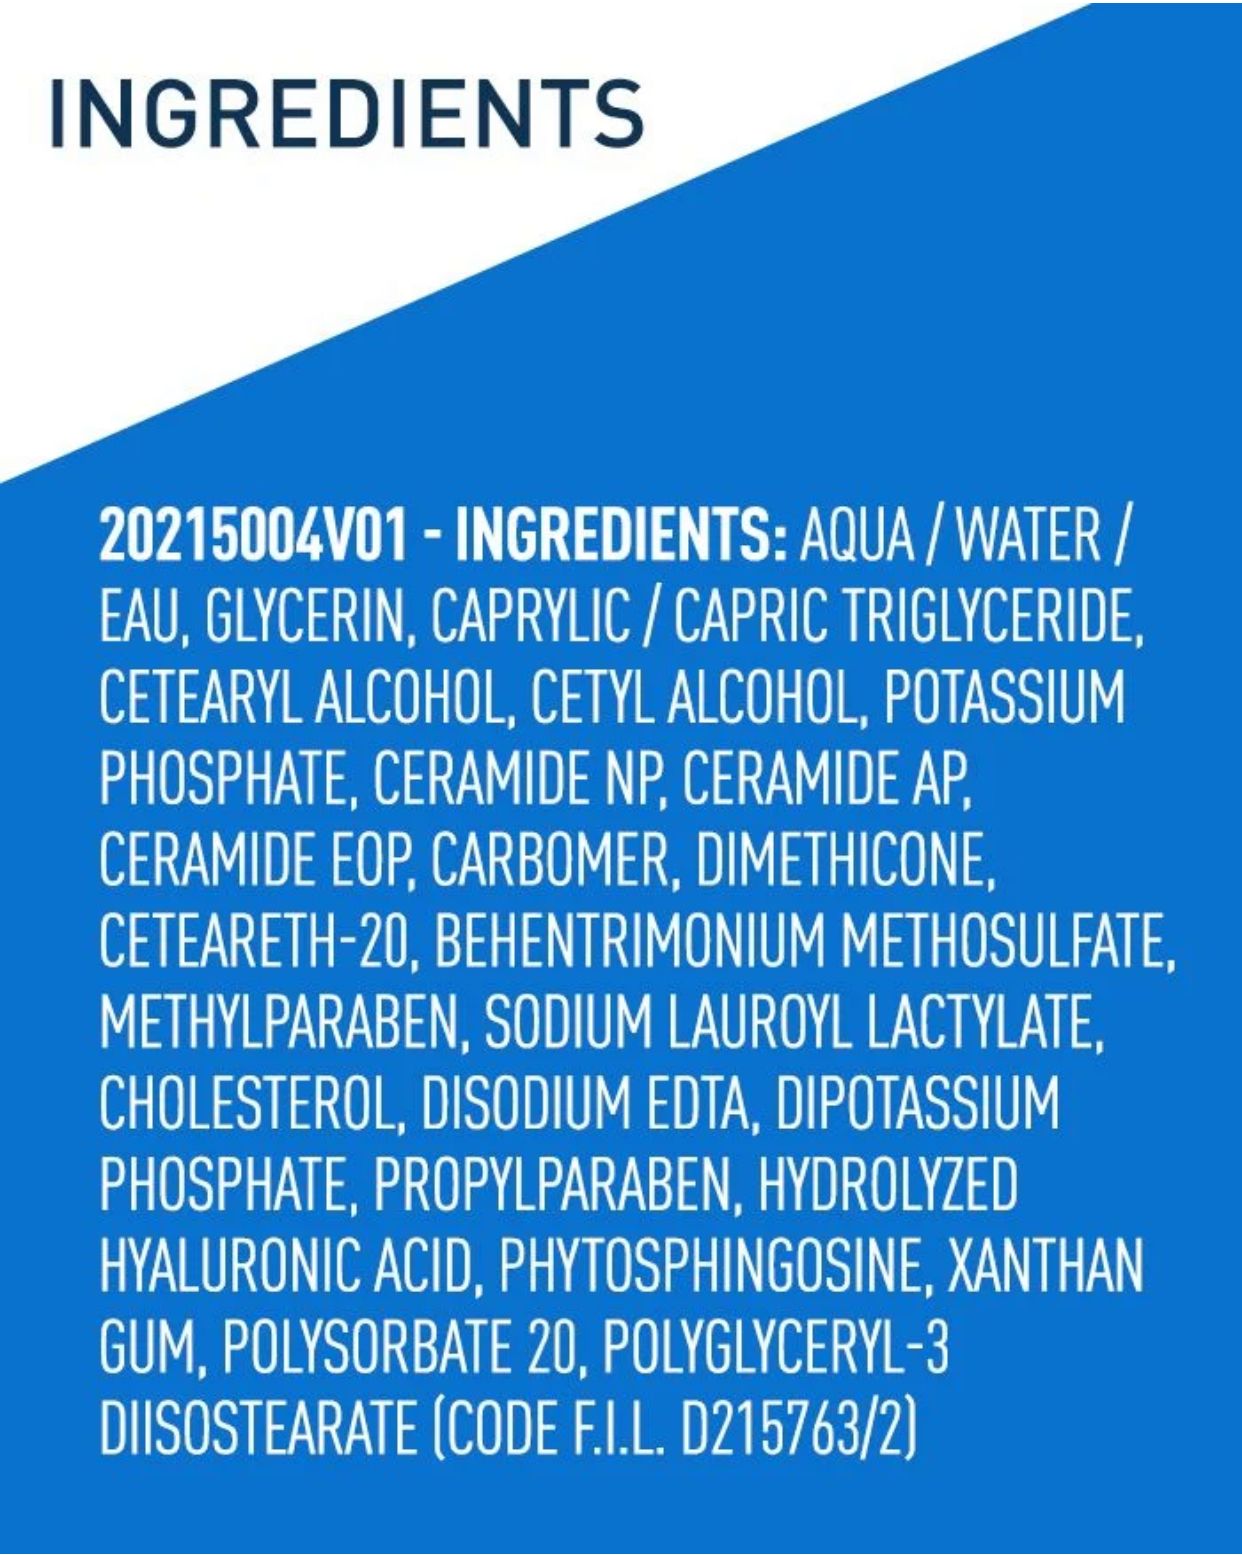 INGREDIENTS
20215004V01 - INGREDIENTS: AQUA / WATER /
EAU, GLYCERIN, CAPRYLIC / CAPRIC TRIGLYCERIDE,
CETEARYL ALCOHOL, CETYL ALCOHOL, POTASSIUM
PHOSPHATE, CERAMIDE NP, CERAMIDE AP,
CERAMIDE EOP, CARBOMER, DIMETHICONE,
CETEARETH-20, BEHENTRIMONIUM METHOSULFATE,
METHYLPARABEN, SODIUM LAUROYL LACTYLATE,
CHOLESTEROL, DISODIUM EDTA, DIPOTASSIUM
PHOSPHATE, PROPYLPARABEN, HYDROLYZED
HYALURONIC ACID, PHYTOSPHINGOSINE, XANTHAN
GUM, POLYSORBATE 20, POLYGLYCERYL-3
DIISOSTEARATE (CODE F.I.L. D215763/2)